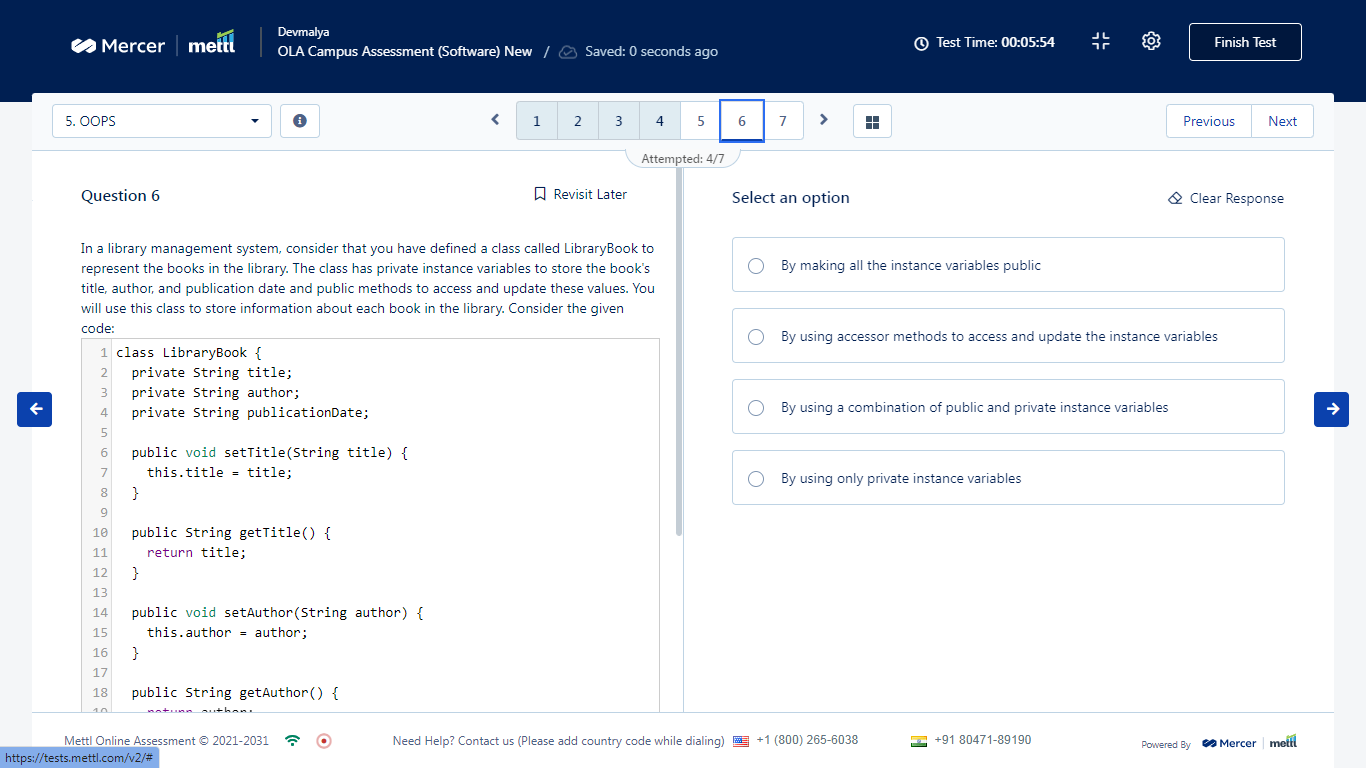 Mercer mettl
Devmalya
OLA Campus Assessment (Software) New / Saved: 0 seconds ago
Test Time: 00:05:54
Finish Test
5. OOPS
1 2 3 4 5 6 7
Previous Next
Attempted: 4/7
Question 6
Revisit Later
In a library management system, consider that you have defined a class called LibraryBook to
represent the books in the library. The class has private instance variables to store the book's
title, author, and publication date and public methods to access and update these values. You
will use this class to store information about each book in the library. Consider the given
code:
1 class LibraryBook {
2 private String title;
3 private String author;
4 private String publicationDate;
5
6 public void setTitle(String title) {
7 this.title = title;
8 }
9
10 public String getTitle() {
11 return title;
12 }
13
14 public void setAuthor(String author) {
15 this.author = author;
16 }
17
18 public String getAuthor() {
19 return author;
Select an option
Clear Response
By making all the instance variables public
By using accessor methods to access and update the instance variables
By using a combination of public and private instance variables
By using only private instance variables
Mettl Online Assessment © 2021-2031
Need Help? Contact us (Please add country code while dialing) +1 (800) 265-6038 +91 80471-89190
Powered By Mercer mettl
https://tests.mettl.com/v2/#